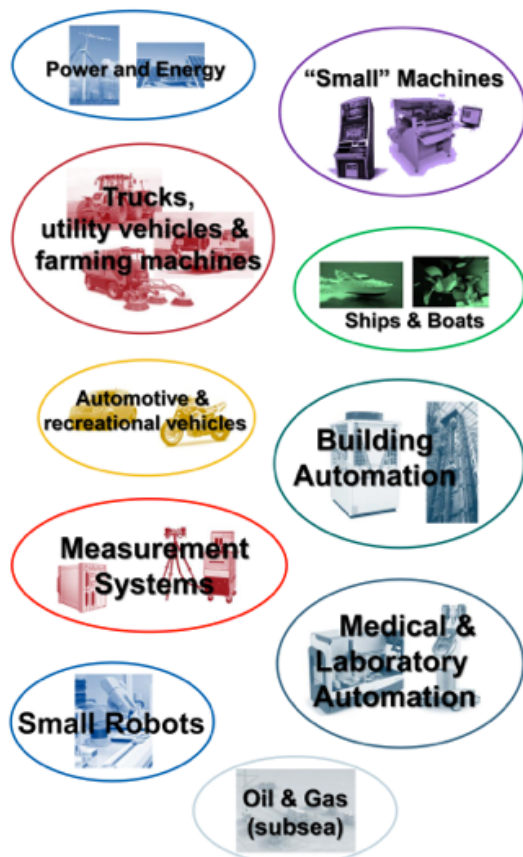 Power and Energy
“Small” Machines
Trucks,
utility vehicles &
farming machines
Ships & Boats
Automotive &
recreational vehicles
Building
Automation
Measurement
Systems
Medical &
Laboratory
Automation
Small Robots
Oil & Gas
(subsea)